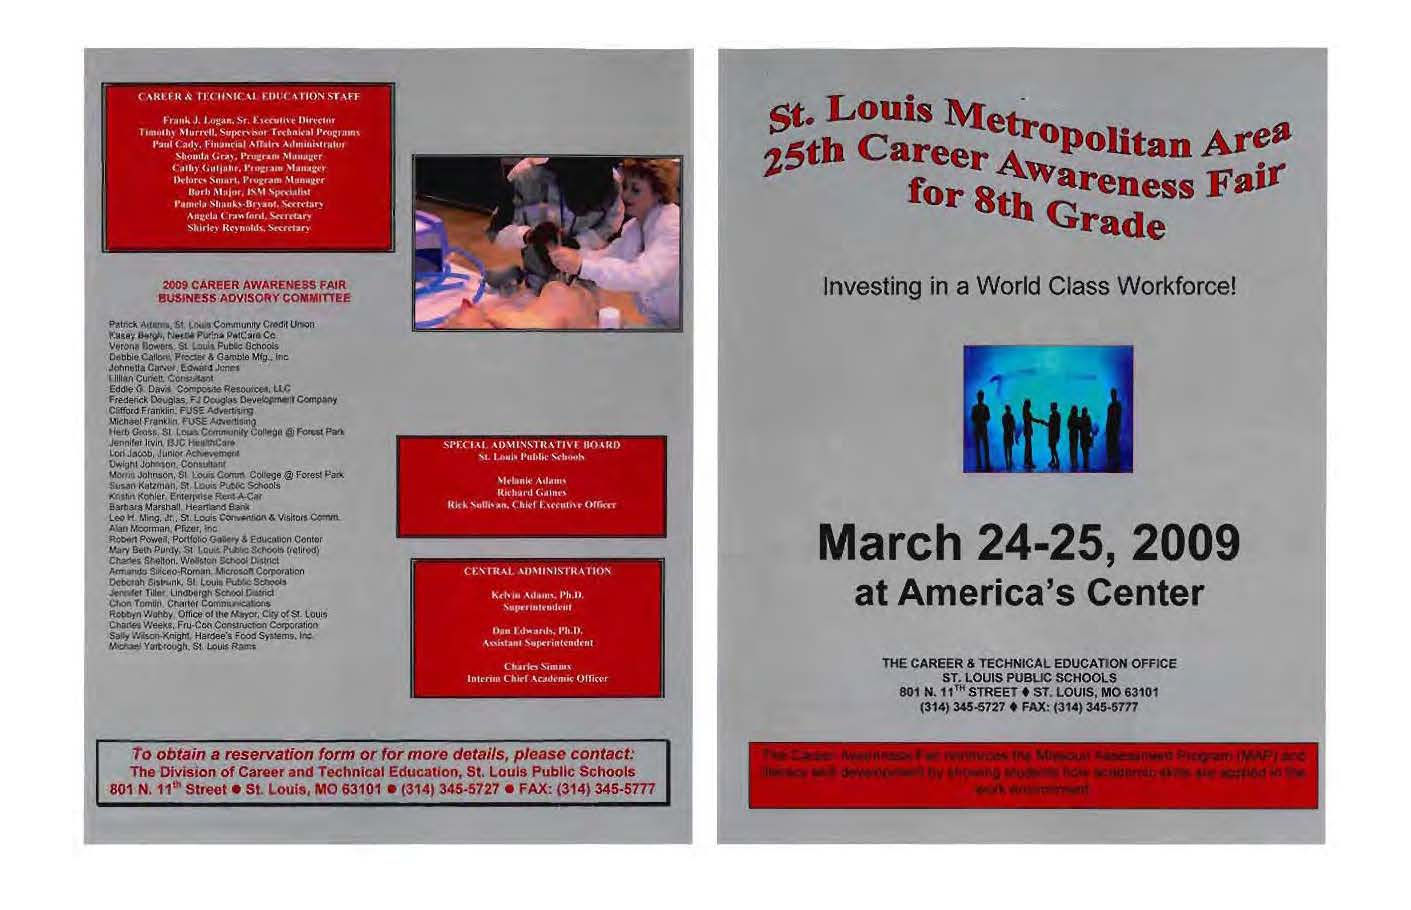 CAREER & TECHNICAL EDUCATION STAFF
Frank J. Logan, Sr. Executive Director
Timothy Murrell, Supervisor Technical Programs
Paul Cady, Financial Affairs Administrator
Shonda Gray, Program Manager
Cathy Gutjahr, Program Manager
Delores Smart, Program Manager
Barb Major, ISM Specialist
Pamela Shanks-Bryant, Secretary
Angela Crawford, Secretary
Shirley Reynolds, Secretary
2009 CAREER AWARENESS FAIR
BUSINESS ADVISORY COMMITTEE
Patrick Adams, St. Louis Community Credit Union
Kasey Bergh, Nestle Purina PetCare Co.
Verona Bowers, St. Louis Public Schools
Debbie Callom, Procter & Gamble Mfg., Inc.
Johnetta Carver, Edward Jones
Lillian Curlett, Consultant
Eddie G. Davis, Composite Resources, LLC
Frederick Douglas, FJ Douglas Development Company
Clifford Franklin, FUSE Advertising
Michael Franklin, FUSE Advertising
Herb Gross, St. Louis Community College @ Forest Park
Jennifer Irvin, BJC HealthCare
Lori Jacob, Junior Achievement
Dwight Johnson, Consultant
Morris Johnson, St. Louis Comm. College @ Forest Park
Susan Katzman, St. Louis Public Schools
Kristin Kohler, Enterprise Rent-A-Car
Barbara Marshall, Heartland Bank
Leo H. Ming, Jr., St. Louis Convention & Visitors Comm.
Alan Moorman, Pfizer, Inc.
Robert Powell, Portfolio Gallery & Education Center
Mary Beth Purdy, St. Louis Public Schools (retired)
Charles Shelton, Wellston School District
Armando Siliceo-Roman, Microsoft Corporation
Deborah Sistrunk, St. Louis Public Schools
Jennifer Tiller, Lindbergh School District
Chon Tomlin, Charter Communications
Robbyn Wahby, Office of the Mayor, City of St. Louis
Charles Weeks, Fru-Con Construction Corporation
Sally Wilson-Knight, Hardee's Food Systems, Inc.
Michael Yarbrough, St. Louis Rams
SPECIAL ADMINSTRATIVE BOARD
St. Louis Public Schools
Melanie Adams
Richard Gaines
Rick Sullivan, Chief Executive Officer
CENTRAL ADMINISTRATION
Kelvin Adams, Ph.D.
Superintendent
Dan Edwards, Ph.D.
Assistant Superintendent
Charles Simms
Interim Chief Academic Officer
To obtain a reservation form or for more details, please contact:
The Division of Career and Technical Education, St. Louis Public Schools
801 N. 11th Street ● St. Louis, MO 63101 ● (314) 345-5727 ● FAX: (314) 345-5777
St. Louis Metropolitan Area
25th Career Awareness Fair
for 8th Grade
Investing in a World Class Workforce!
March 24-25, 2009
at America's Center
THE CAREER & TECHNICAL EDUCATION OFFICE
ST. LOUIS PUBLIC SCHOOLS
801 N. 11TH STREET ♦ ST. LOUIS, MO 63101
(314) 345-5727 ♦ FAX: (314) 345-5777
The Career Awareness Fair reinforces the Missouri Assessment Program (MAP) and
literacy skill development by showing students how academic skills are applied in the
work environment.